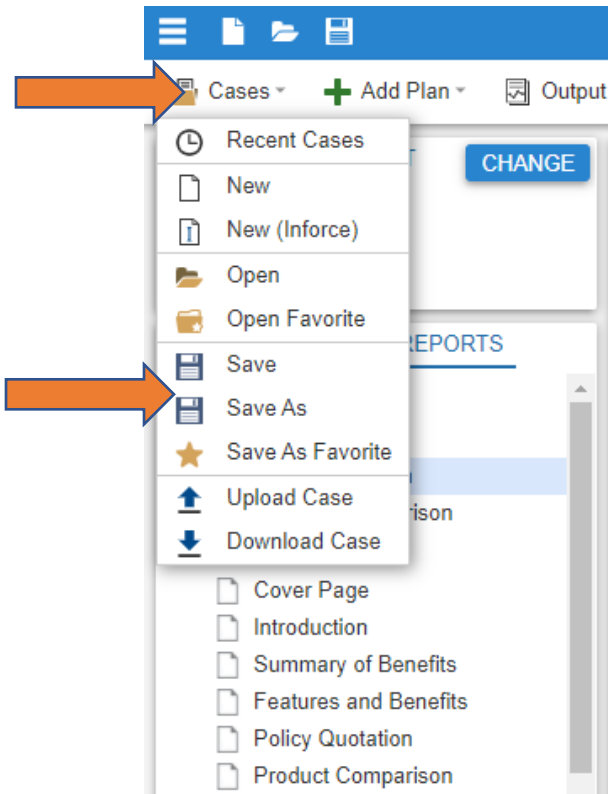 Cases
Add Plan
Output
T
CHANGE
Recent Cases
New
New (Inforce)
Open
Open Favorite
REPORTS
Save
Save As
Save As Favorite
Upload Case
rison
Download Case
Cover Page
Introduction
Summary of Benefits
Features and Benefits
Policy Quotation
Product Comparison